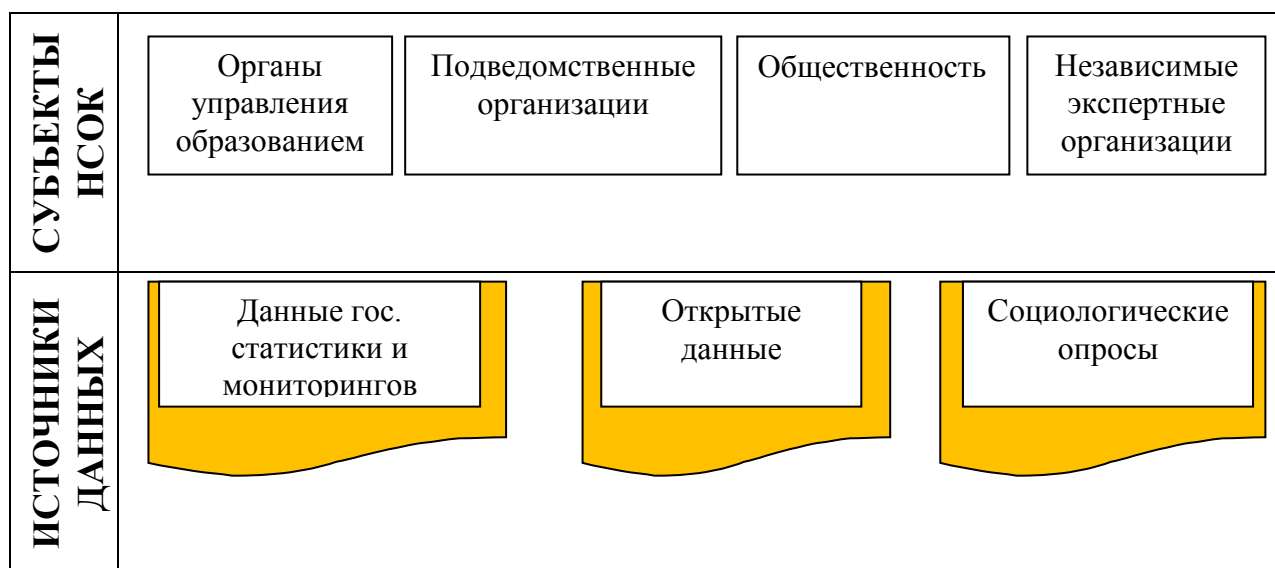 СУБЪЕКТЫ
НСОК
Органы
управления
образованием
Подведомственные
организации
Общественность
Независимые
экспертные
организации
ИСТОЧНИКИ
ДАННЫХ
Данные гос.
статистики и
мониторингов
Открытые
данные
Социологические
опросы